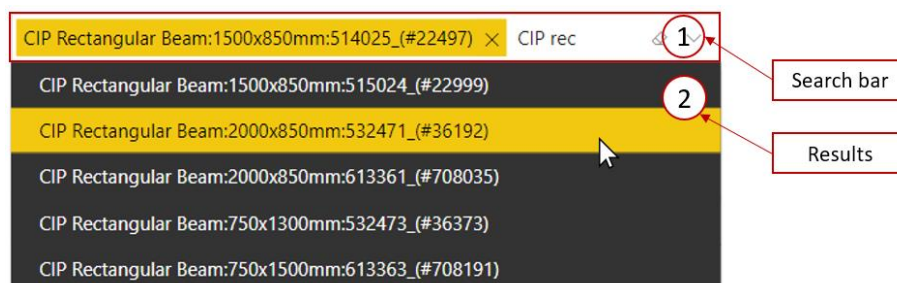 CIP Rectangular Beam:1500x850mm:514025_(#22497) × CIP rec
1
Search bar
CIP Rectangular Beam:1500x850mm:515024_(#22999)
2
CIP Rectangular Beam:2000x850mm:532471_(#36192)
Results
CIP Rectangular Beam:2000x850mm:613361_(#708035)
CIP Rectangular Beam:750x1300mm:532473_(#36373)
CIP Rectangular Beam:750x1500mm:613363_(#708191)